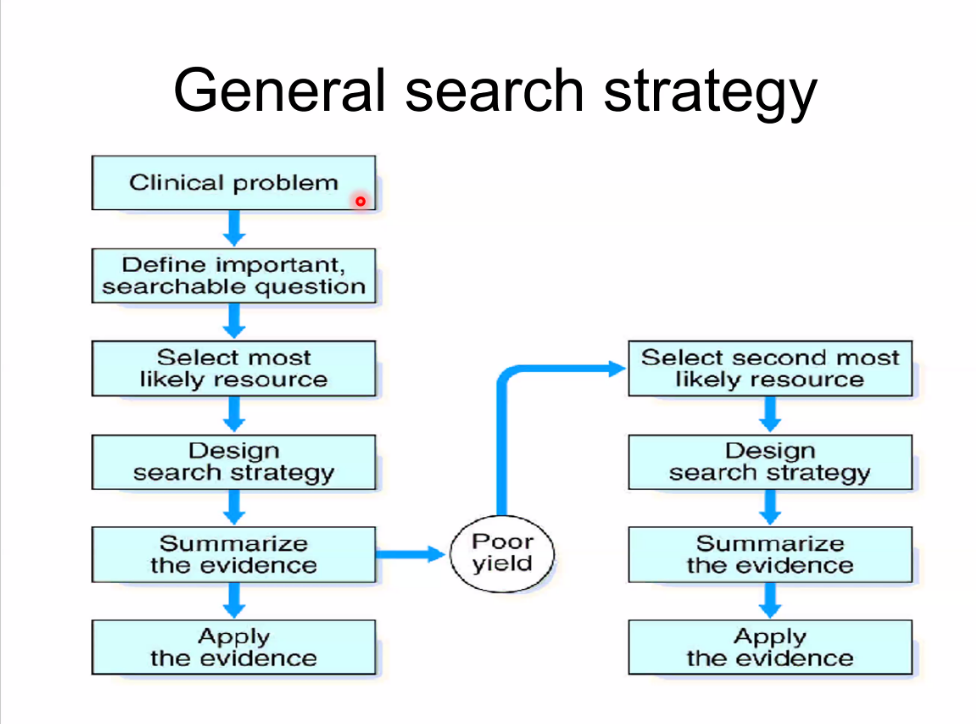 General search strategy
Clinical problem
Define important,
searchable question
Select most
likely resource
Design
search strategy
Summarize
the evidence
Apply
the evidence
Poor
yield
Select second most
likely resource
Design
search strategy
Summarize
the evidence
Apply
the evidence